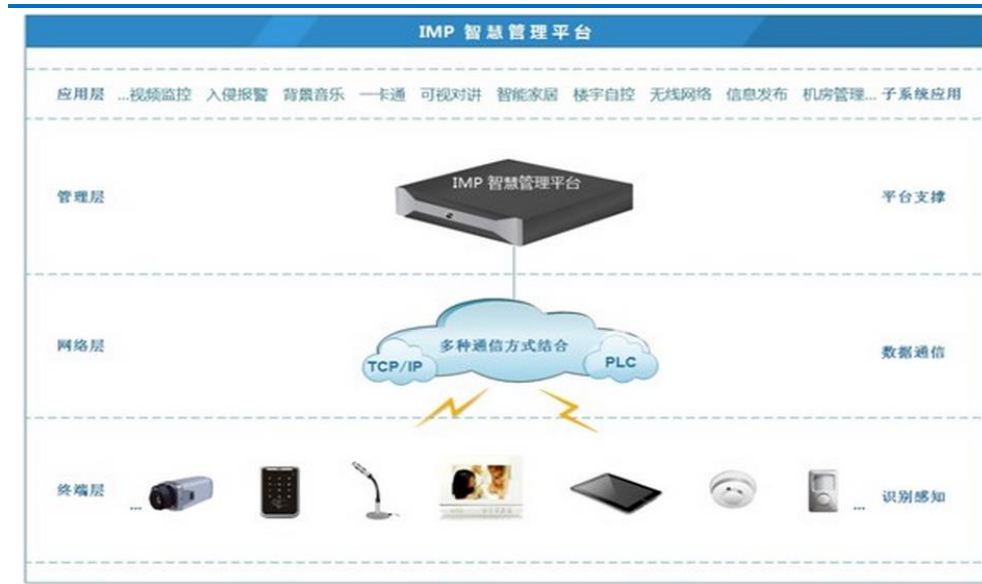 IMP 智慧管理平台
应用层 ...视频监控 入侵报警 背景音乐 一卡通 可视对讲 智能家居 楼宇自控 无线网络 信息发布 机房管理... 子系统应用
IMP 智慧管理平台
管理层 平台支撑
多种通信方式结合
网络层 数据通信
TCP/IP PLC
终端层 ... ... 识别感知